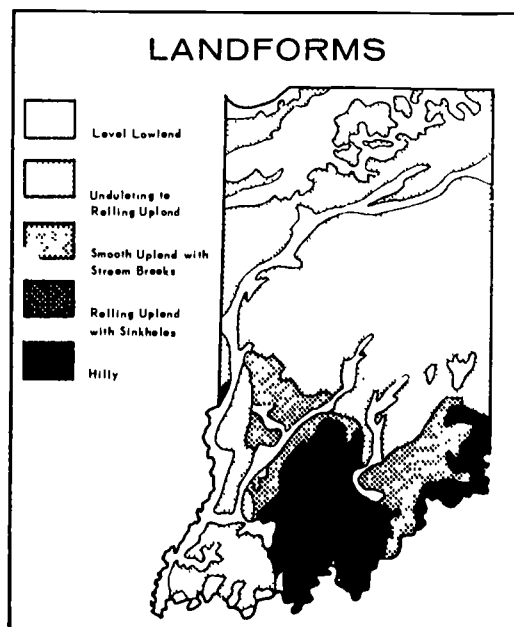 LANDFORMS
Level Lowland
Undulating to
Rolling Upland
Smooth Upland with
Stream Breaks
Rolling Upland
with Sinkholes
Hilly